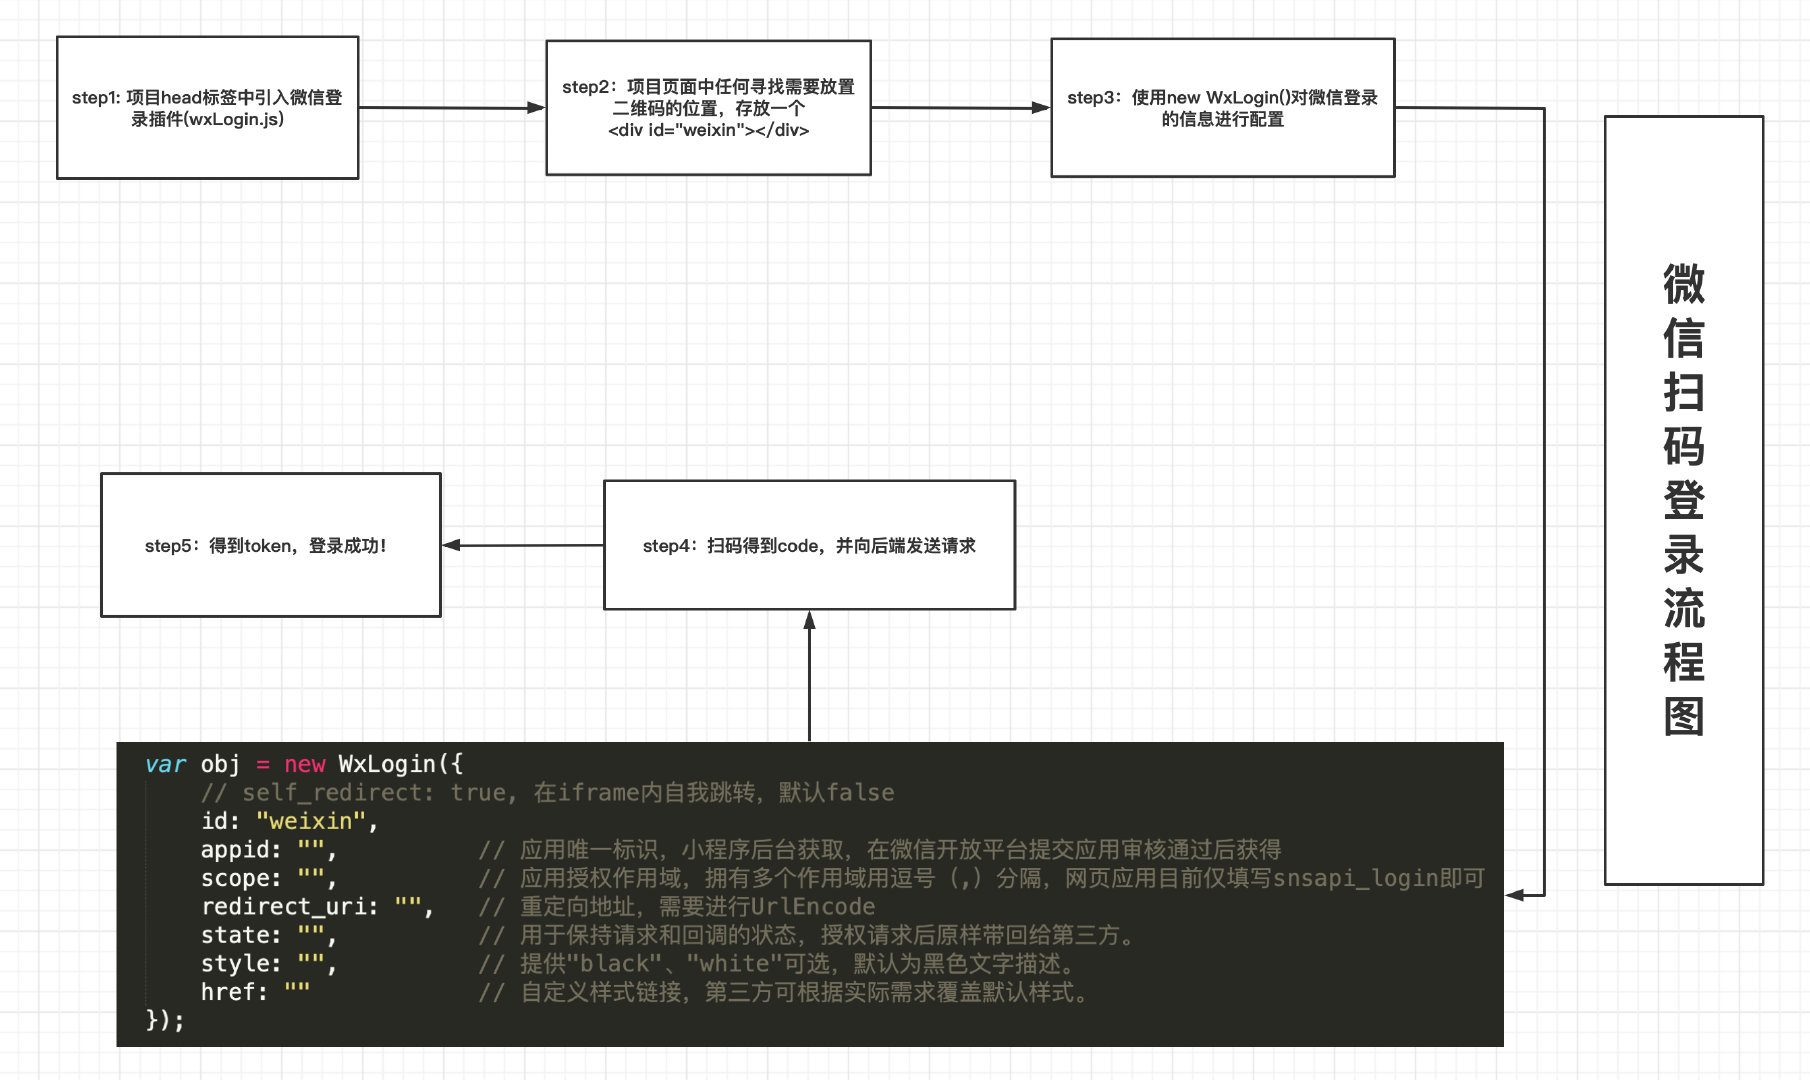 step1: 项目head标签中引入微信登
录插件(wxLogin.js)
step2：项目页面中任何寻找需要放置
二维码的位置，存放一个
<div id="weixin"></div>
step3：使用new WxLogin()对微信登录
的信息进行配置
微信扫码登录流程图
step5：得到token，登录成功！
step4：扫码得到code，并向后端发送请求
var obj = new WxLogin({
// self_redirect: true, 在iframe内自我跳转，默认false
id: "weixin",
appid: "", // 应用唯一标识，小程序后台获取，在微信开放平台提交应用审核通过后获得
scope: "", // 应用授权作用域，拥有多个作用域用逗号（,）分隔，网页应用目前仅填写snsapi_login即可
redirect_uri: "", // 重定向地址，需要进行UrlEncode
state: "", // 用于保持请求和回调的状态，授权请求后原样带回给第三方。
style: "", // 提供"black"、"white"可选，默认为黑色文字描述。
href: "" // 自定义样式链接，第三方可根据实际需求覆盖默认样式。
});